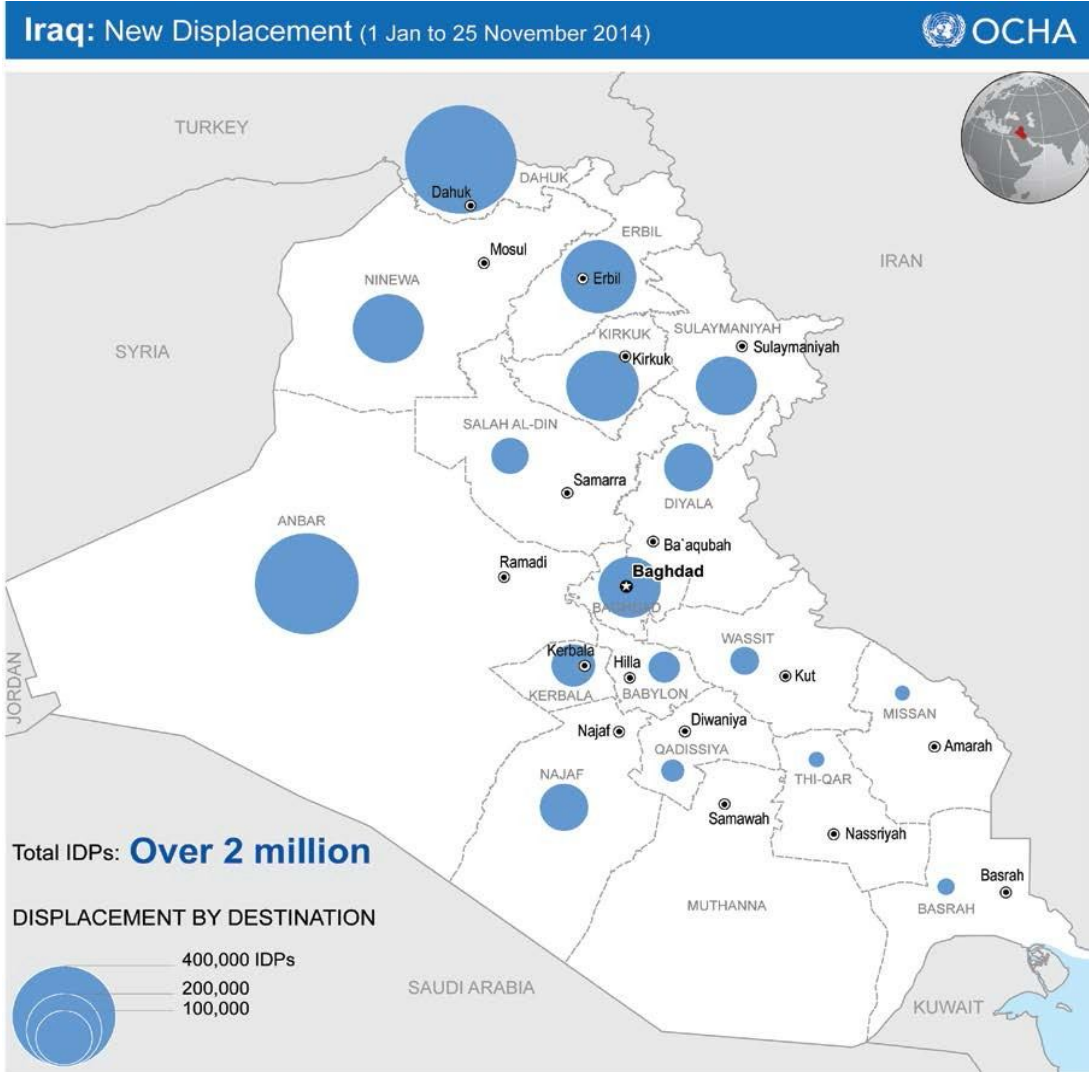 Iraq: New Displacement (1 Jan to 25 November 2014)
OCHA
TURKEY
DAHUK
Dahuk
ERBIL
Mosul
IRAN
NINEWA
Erbil
KIRKUK
SULAYMANIYAH
Sulaymaniyah
SYRIA
Kirkuk
SALAH AL-DIN
Samarra
DIYALA
ANBAR
Ba`aqubah
Ramadi
Baghdad
BAGHDAD
WASSIT
Kerbala
Hilla
Kut
KERBALA
BABYLON
JORDAN
MISSAN
Najaf
Diwaniya
Amarah
QADISSIYA
NAJAF
THI-QAR
Samawah
Nassriyah
Total IDPs: Over 2 million
Basrah
MUTHANNA
BASRAH
DISPLACEMENT BY DESTINATION
400,000 IDPs
200,000
100,000
SAUDI ARABIA
KUWAIT